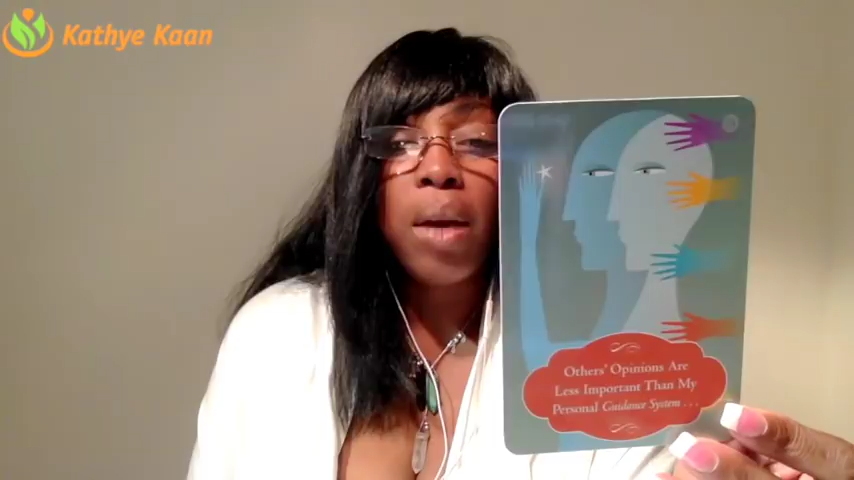 Kathye Kaan
Others' Opinions Are
Less Important Than My
Personal Guidance System . . .